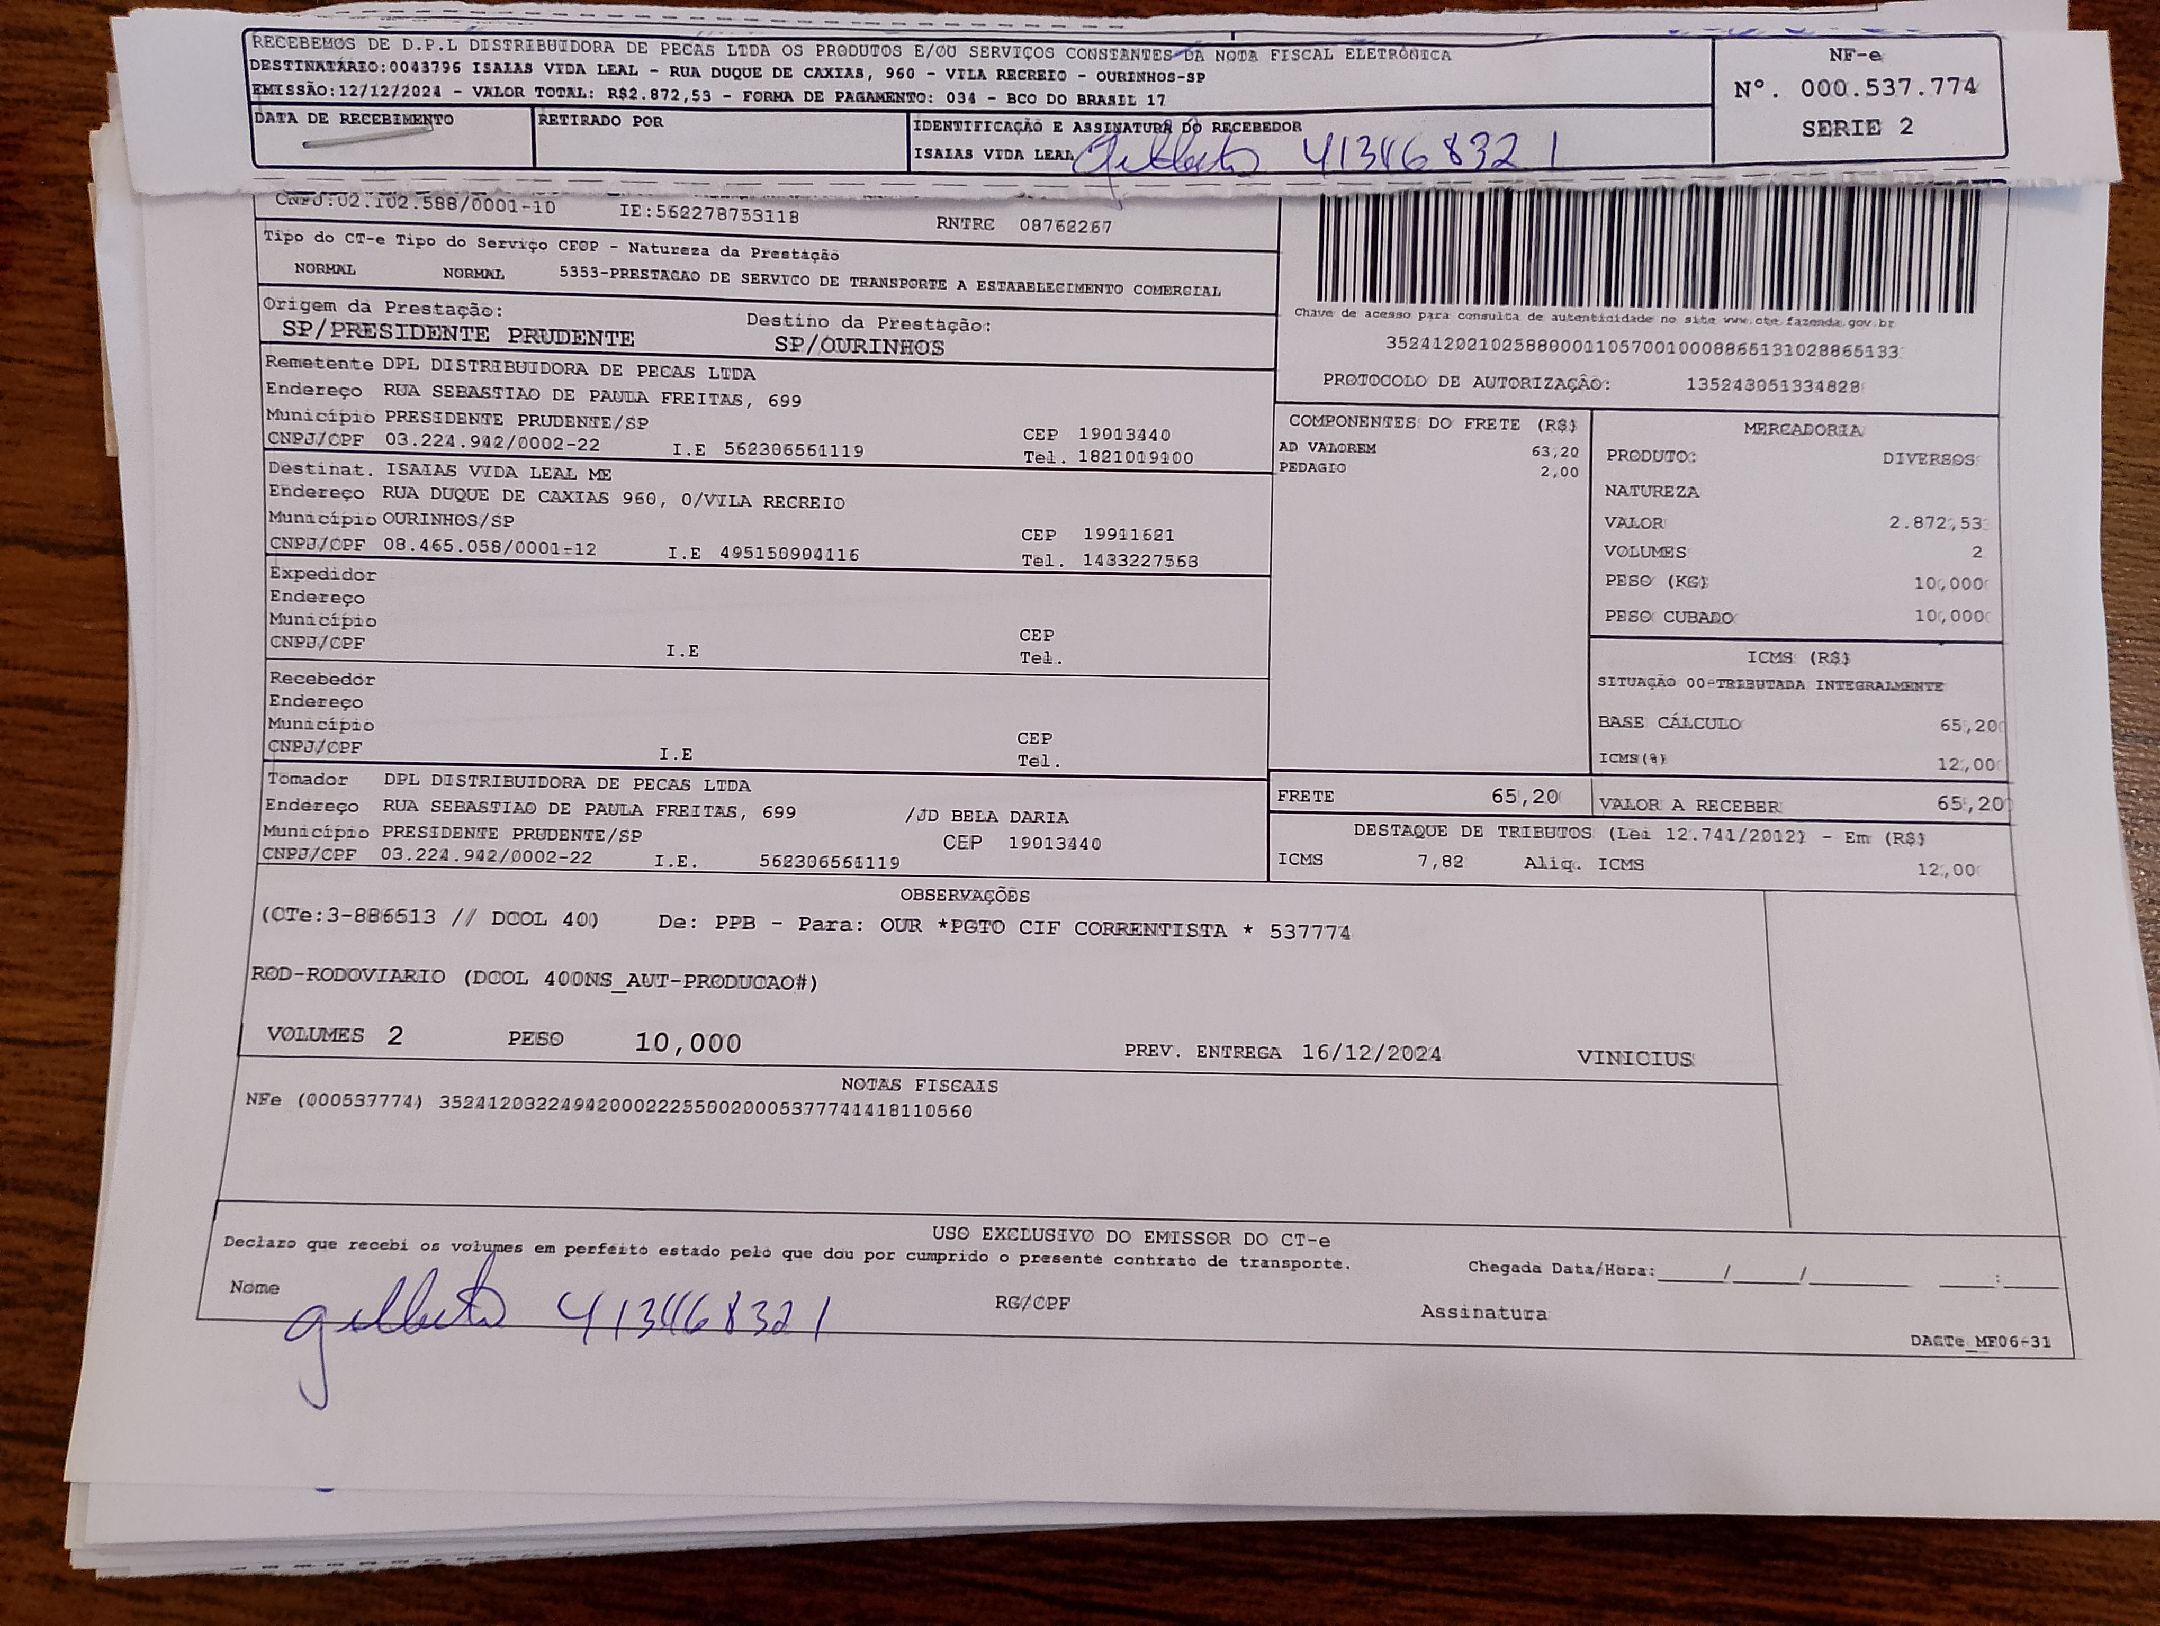 RECEBEMOS DE D.P.L DISTRIBUIDORA DE PECAS LTDA OS PRODUTOS E/OU SERVIÇOS CONSTANTES DA NOTA FISCAL ELETRÔNICA
DESTINATÁRIO:0043796 ISAIAS VIDA LEAL - RUA DUQUE DE CAXIAS, 960 - VILA RECREIO - OURINHOS-SP
EMISSÃO:12/12/2024 - VALOR TOTAL: R$2.872,53 - FORMA DE PAGAMENTO: 034 - BCO DO BRASIL 17
NF-e
Nº. 000.537.774
SERIE 2
DATA DE RECEBIMENTO
RETIRADO POR
IDENTIFICAÇÃO E ASSINATURA DO RECEBEDOR
ISAIAS VIDA LEAL gilberto 413468321
CNPJ:02.102.588/0001-10 IE:562278753118 RNTRC 08762267
Tipo do CT-e Tipo do Serviço CFOP - Natureza da Prestação
NORMAL NORMAL 5353-PRESTACAO DE SERVICO DE TRANSPORTE A ESTABELECIMENTO COMERCIAL
Origem da Prestação: Destino da Prestação:
SP/PRESIDENTE PRUDENTE SP/OURINHOS
Chave de acesso para consulta de autenticidade no site www.cte.fazenda.gov.br
PROTOCOLO DE AUTORIZAÇÃO: 135243051334828
Remetente DPL DISTRIBUIDORA DE PECAS LTDA
Endereço RUA SEBASTIAO DE PAULA FREITAS, 699
Município PRESIDENTE PRUDENTE/SP CEP 19013440
CNPJ/CPF 03.224.942/0002-22 I.E 562306561119 Tel. 1821019100
Destinat. ISAIAS VIDA LEAL ME
Endereço RUA DUQUE DE CAXIAS 960, 0/VILA RECREIO
Município OURINHOS/SP CEP 19911621
CNPJ/CPF 08.465.058/0001-12 I.E 495150904116 Tel. 1433227563
Expedidor
Endereço
Município CEP
CNPJ/CPF I.E Tel.
Recebedor
Endereço
Município CEP
CNPJ/CPF I.E Tel.
Tomador DPL DISTRIBUIDORA DE PECAS LTDA
Endereço RUA SEBASTIAO DE PAULA FREITAS, 699 /JD BELA DARIA
Município PRESIDENTE PRUDENTE/SP CEP 19013440
CNPJ/CPF 03.224.942/0002-22 I.E. 562306561119
COMPONENTES DO FRETE (R$)
AD VALOREM 63,20
PEDAGIO 2,00
MERCADORIA
PRODUTO: DIVERSOS
NATUREZA
VALOR 2.872,53
VOLUMES 2
PESO (KG) 10,000
PESO CUBADO 10,000
ICMS (R$)
SITUAÇÃO 00-TRIBUTADA INTEGRALMENTE
BASE CÁLCULO 65,20
ICMS(%) 12,00
FRETE 65,20 VALOR A RECEBER 65,20
DESTAQUE DE TRIBUTOS (Lei 12.741/2012) - Em (R$)
ICMS 7,82 Aliq. ICMS 12,00
OBSERVAÇÕES
(CTe:3-886513 // DCOL 40) De: PPB - Para: OUR *PGTO CIF CORRENTISTA * 537774
ROD-RODOVIARIO (DCOL 400NS_AUT-PRODUCAO#)
VOLUMES 2 PESO 10,000 PREV. ENTREGA 16/12/2024 VINICIUS
NOTAS FISCAIS
NFe (000537774) 35241203224942000222550020005377741418110560
USO EXCLUSIVO DO EMISSOR DO CT-e
Declaro que recebi os volumes em perfeito estado pelo que dou por cumprido o presente contrato de transporte. Chegada Data/Hora:____/____/______ ___:____
Nome gilberto 413468321 RG/CPF Assinatura
DACTe_MF06-31